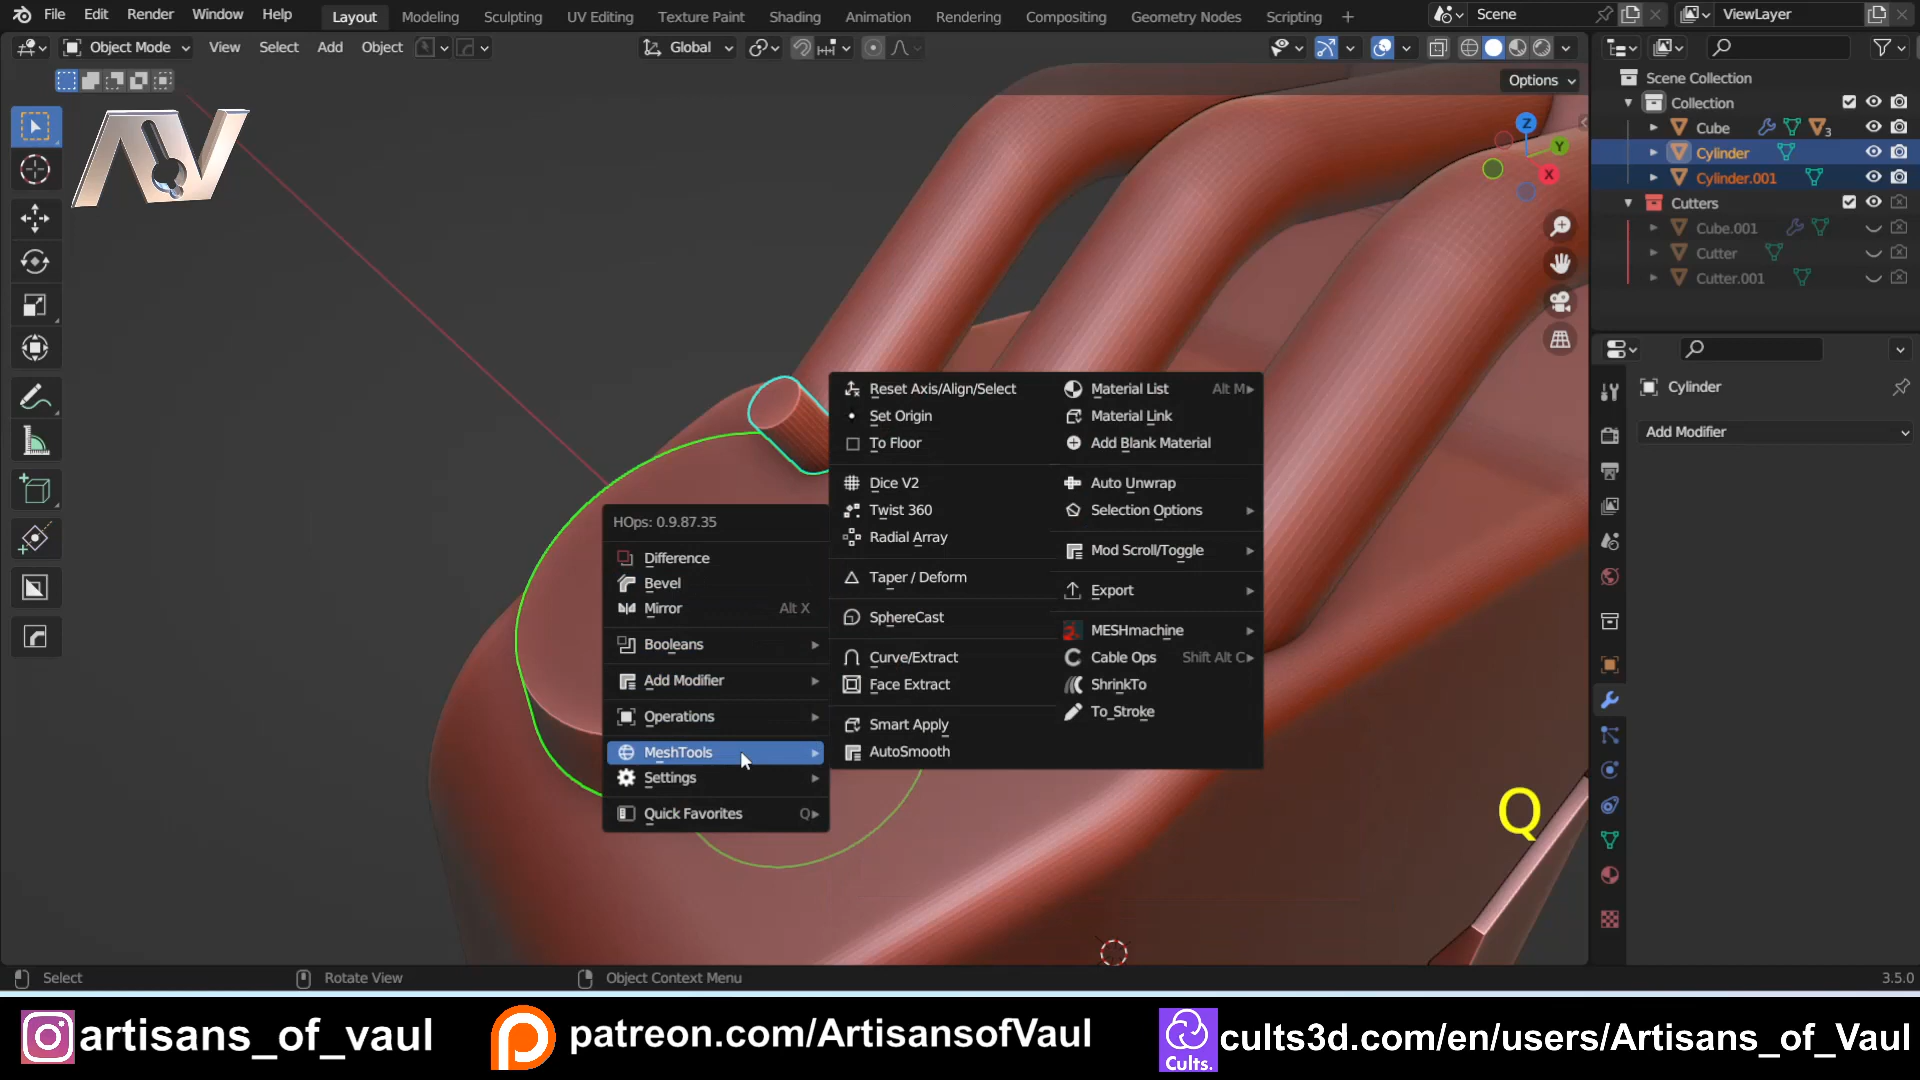 File Edit Render Window Help Layout Modeling Sculpting UV Editing Texture Paint Shading Animation Rendering Compositing Geometry Nodes Scripting Scene ViewLayer
Object Mode View Select Add Object Global
Options
Scene Collection
Collection
Cube 3
Cylinder
Cylinder.001
Cutters
Cube.001
Cutter
Cutter.001
Z
Y
X
AV
Cylinder
Add Modifier
HOps: 0.9.87.35
Difference
Bevel
Mirror Alt X
Booleans
Add Modifier
Operations
MeshTools
Settings
Quick Favorites Q
Reset Axis/Align/Select
Set Origin
To Floor
Dice V2
Twist 360
Radial Array
Taper / Deform
SphereCast
Curve/Extract
Face Extract
Smart Apply
AutoSmooth
Material List Alt M
Material Link
Add Blank Material
Auto Unwrap
Selection Options
Mod Scroll/Toggle
Export
MESHmachine
Cable Ops Shift Alt C
ShrinkTo
To_Stroke
Q
Select Rotate View Object Context Menu 3.5.0
artisans_of_vaul patreon.com/ArtisansofVaul Cults. cults3d.com/en/users/Artisans_of_Vaul